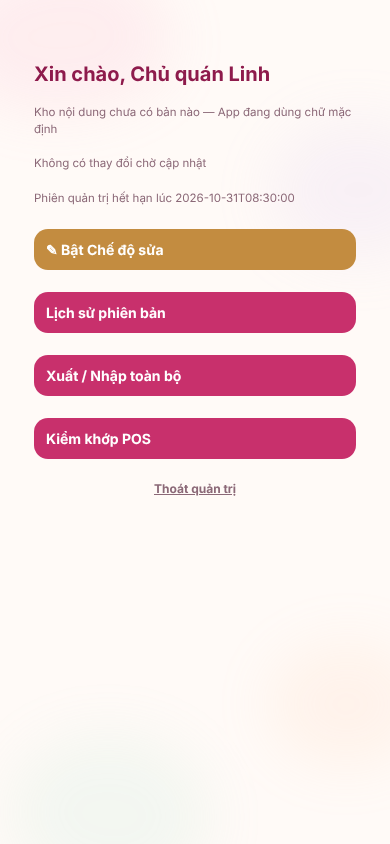 Xin chào, Chủ quán Linh
Kho nội dung chưa có bản nào — App đang dùng chữ mặc
định
Không có thay đổi chờ cập nhật
Phiên quản trị hết hạn lúc 2026-10-31T08:30:00
✎ Bật Chế độ sửa
Lịch sử phiên bản
Xuất / Nhập toàn bộ
Kiểm khớp POS
Thoát quản trị